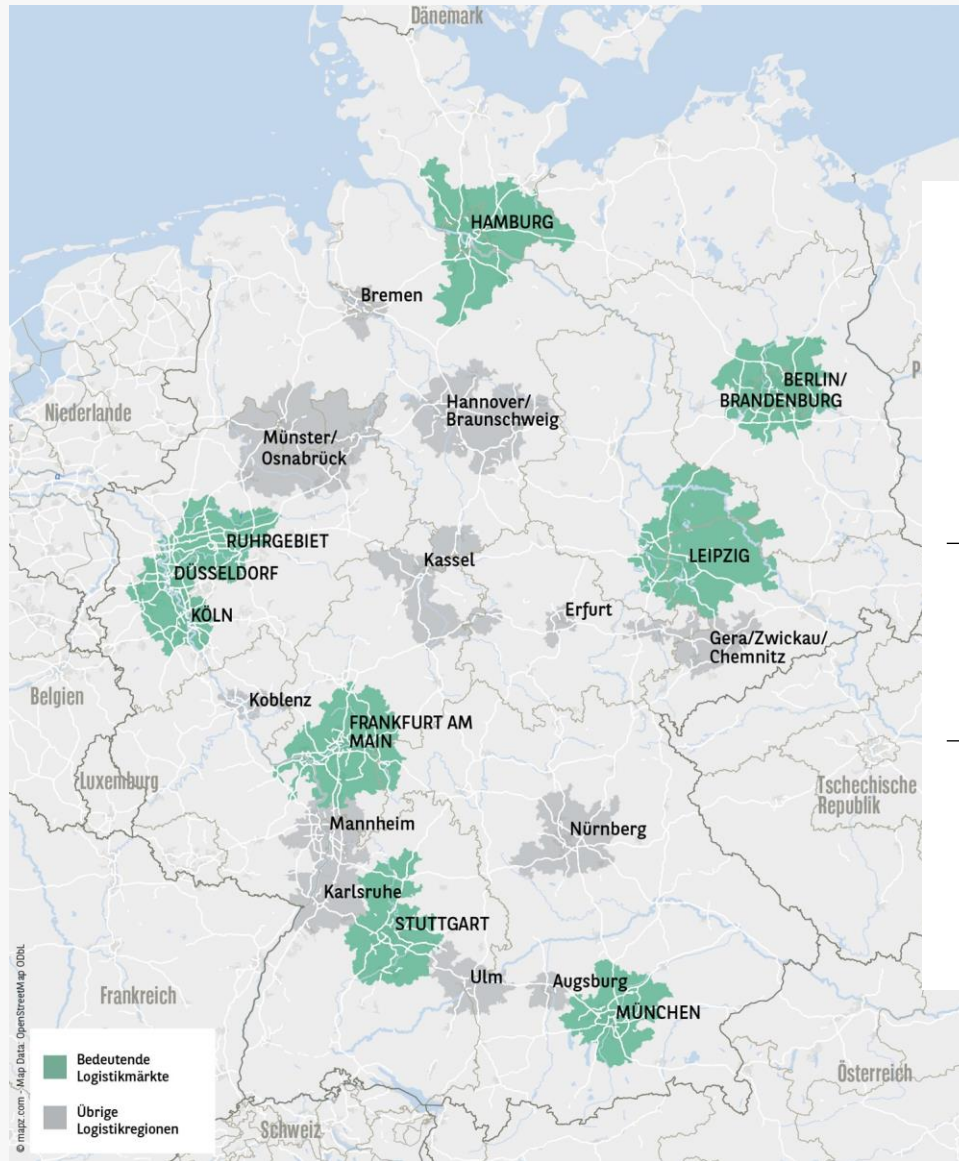 Dänemark
HAMBURG
Bremen
BERLIN/
BRANDENBURG
Niederlande
Hannover/
Braunschweig
Münster/
Osnabrück
RUHRGEBIET
DÜSSELDORF
KÖLN
Kassel
LEIPZIG
Erfurt
Gera/Zwickau/
Chemnitz
Belgien
Koblenz
FRANKFURT AM
MAIN
Luxemburg
Tschechische
Republik
Mannheim
Nürnberg
Karlsruhe
STUTTGART
Ulm
Augsburg
MÜNCHEN
Frankreich
Österreich
Schweiz
Bedeutende
Logistikmärkte
Übrige
Logistikregionen
© mapz.com - Map Data: OpenStreetMap ODbL